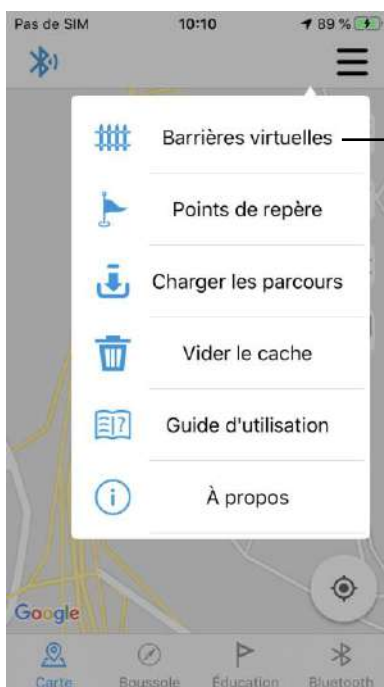 Pas de SIM 10:10 89 %
Barrières virtuelles
Points de repère
Charger les parcours
Vider le cache
Guide d'utilisation
À propos
Google
Carte Boussole Éducation Bluetooth